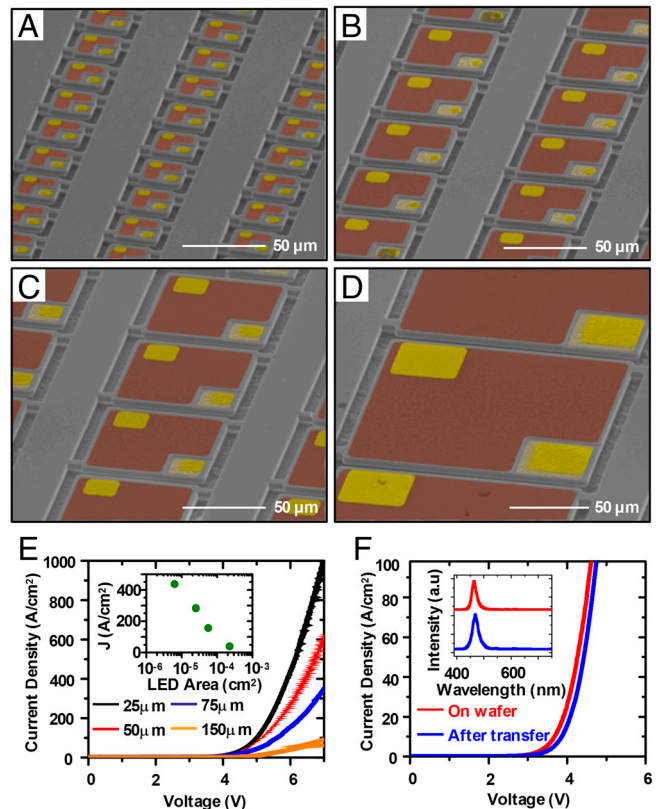 A
50 µm
B
50 µm
C
50 µm
D
50 µm
E
1000
800
600
400
200
0
Current Density (A/cm²)
400
200
0
J (A/cm²)
10⁻⁶ 10⁻⁵ 10⁻⁴ 10⁻³
LED Area (cm²)
25µm 75µm
50µm 150µm
0 2 4 6
Voltage (V)
F
100
80
60
40
20
0
Current Density (A/cm²)
Intensity (a.u)
400 600
Wavelength (nm)
On wafer
After transfer
0 2 4 6
Voltage (V)